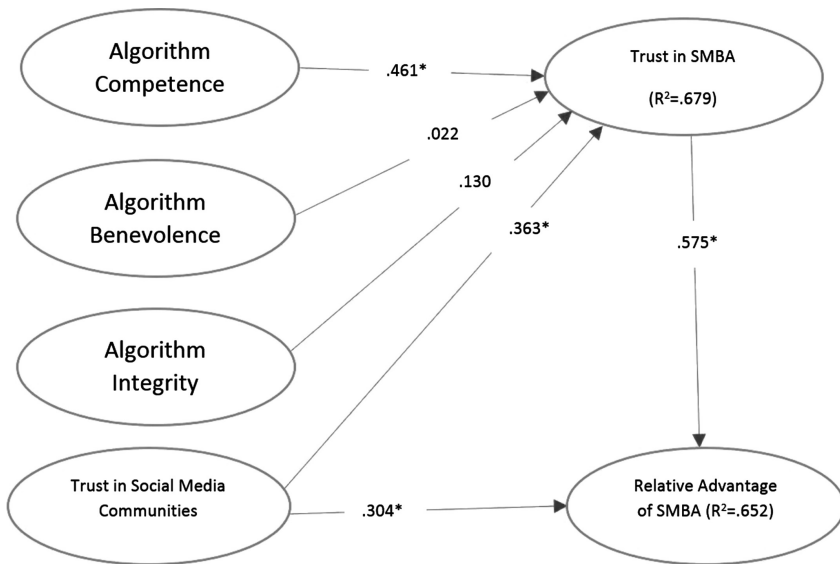 Algorithm
Competence
.461*
Trust in SMBA
(R²=.679)
.022
Algorithm
Benevolence
.130
.363*
.575*
Algorithm
Integrity
Trust in Social Media
Communities
.304*
Relative Advantage
of SMBA (R²=.652)